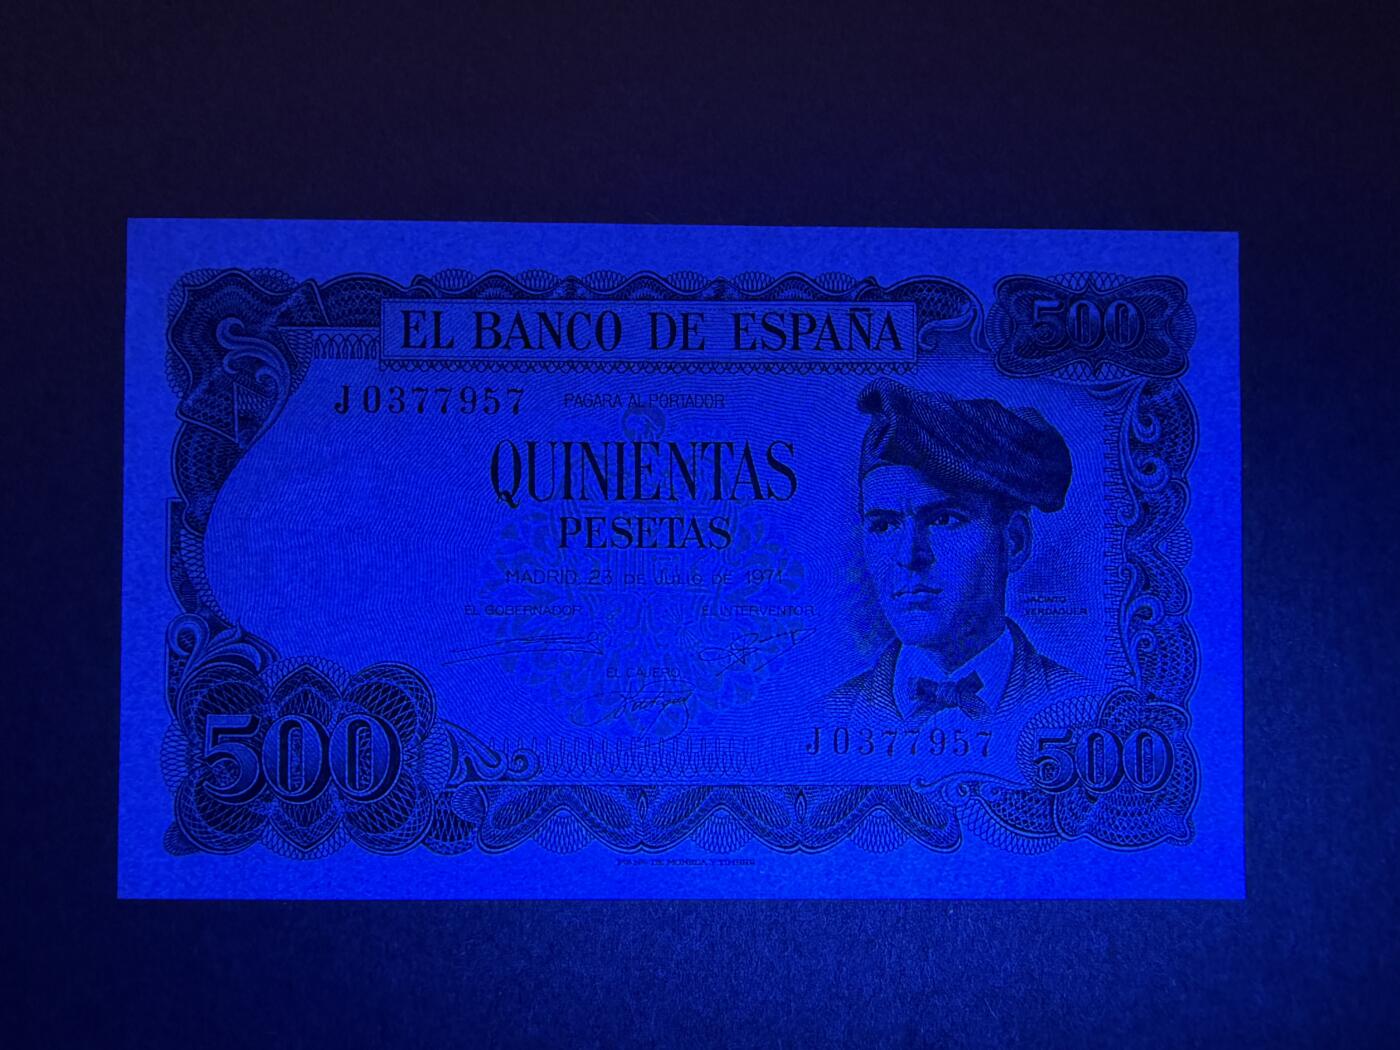 500
EL BANCO DE ESPAÑA
J0377957 PAGARA AL PORTADOR
QUINIENTAS
PESETAS
MADRID, 23 DE JULIO DE 1971
EL GOBERNADOR EL INTERVENTOR
JACINTO
VERDAGUER
EL CAJERO
J0377957
500 500